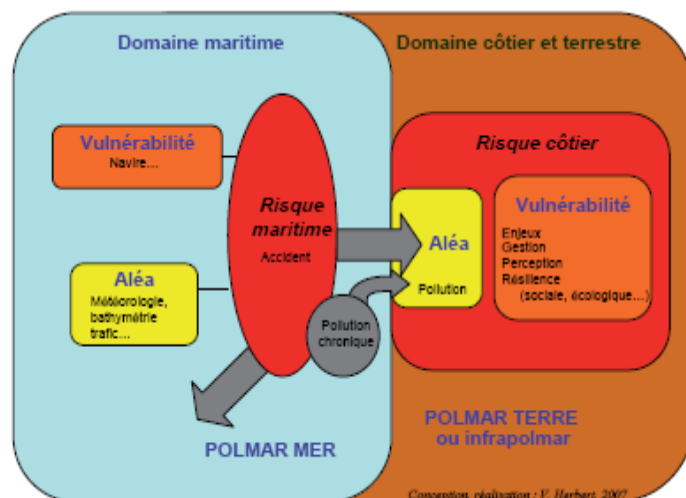 Domaine maritime
Domaine côtier et terrestre
Vulnérabilité
Navire....
Risque
maritime
Accident
Aléa
Météorologie,
bathymétrie
trafic....
Pollution
chronique
POLMAR MER
Risque côtier
Aléa
Pollution
Vulnérabilité
Enjeux
Gestion
Perception
Résilience
(sociale, écologique...)
POLMAR TERRE
ou infrapolmar
Conception, réalisation : V. Herbert, 2007